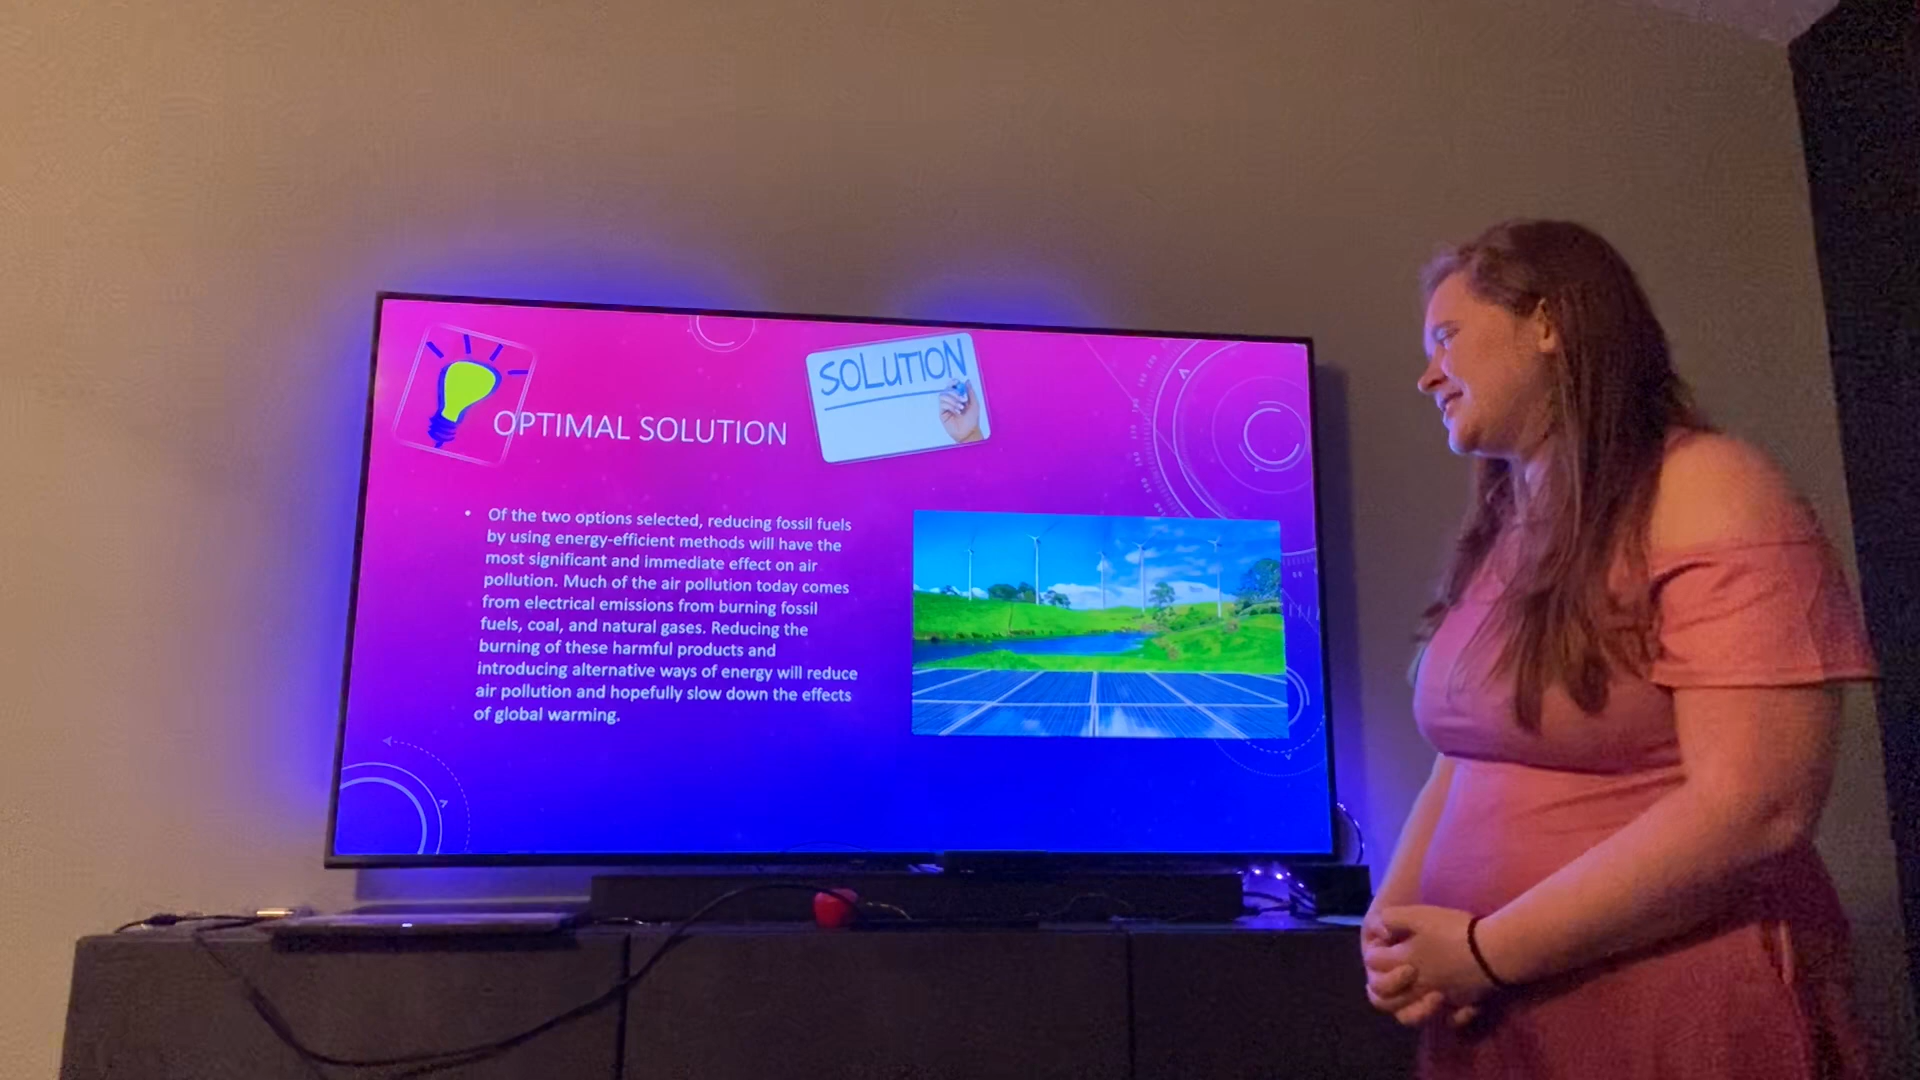 SOLUTION
OPTIMAL SOLUTION
• Of the two options selected, reducing fossil fuels
by using energy-efficient methods will have the
most significant and immediate effect on air
pollution. Much of the air pollution today comes
from electrical emissions from burning fossil
fuels, coal, and natural gases. Reducing the
burning of these harmful products and
introducing alternative ways of energy will reduce
air pollution and hopefully slow down the effects
of global warming.